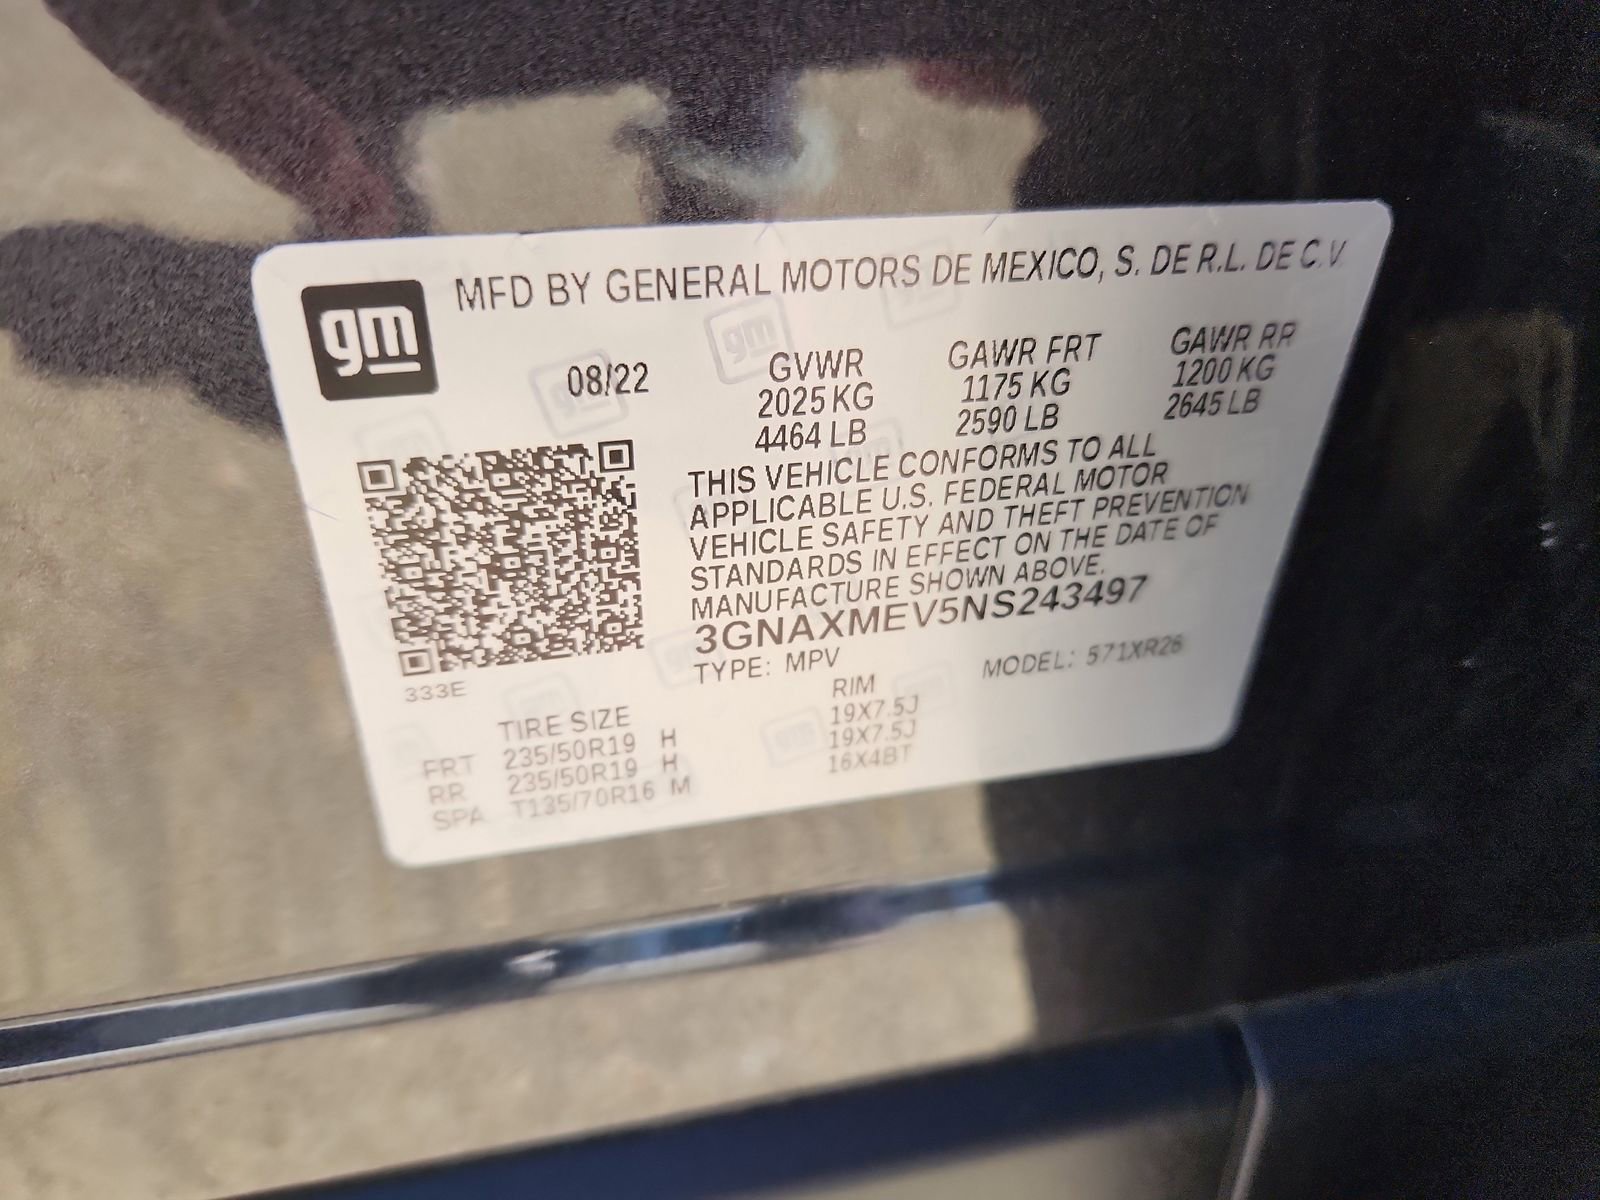 gm
MFD BY GENERAL MOTORS DE MEXICO, S. DE R.L. DE C.V.
08/22
GVWR
2025 KG
4464 LB
GAWR FRT
1175 KG
2590 LB
GAWR RR
1200 KG
2645 LB
THIS VEHICLE CONFORMS TO ALL
APPLICABLE U.S. FEDERAL MOTOR
VEHICLE SAFETY AND THEFT PREVENTION
STANDARDS IN EFFECT ON THE DATE OF
MANUFACTURE SHOWN ABOVE.
3GNAXMEV5NS243497
TYPE: MPV
MODEL: 571XR26
333E
TIRE SIZE
RIM
FRT 235/50R19 H 19X7.5J
RR 235/50R19 H 19X7.5J
SPA T135/70R16 M 16X4BT